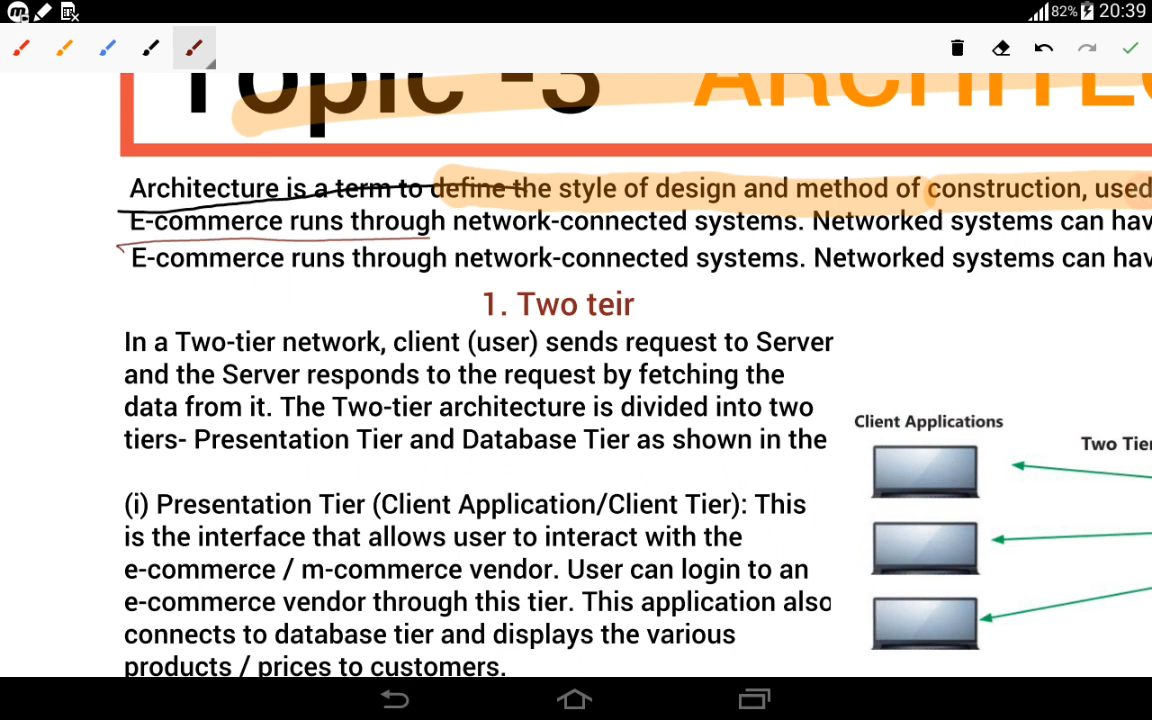 82% 20:39
Topic -3 ARCHITEC
Architecture is a term to define the style of design and method of construction, used
E-commerce runs through network-connected systems. Networked systems can hav
E-commerce runs through network-connected systems. Networked systems can hav
1. Two teir
In a Two-tier network, client (user) sends request to Server
and the Server responds to the request by fetching the
data from it. The Two-tier architecture is divided into two
tiers- Presentation Tier and Database Tier as shown in the
Client Applications
Two Tier
(i) Presentation Tier (Client Application/Client Tier): This
is the interface that allows user to interact with the
e-commerce / m-commerce vendor. User can login to an
e-commerce vendor through this tier. This application also
connects to database tier and displays the various
products / prices to customers.